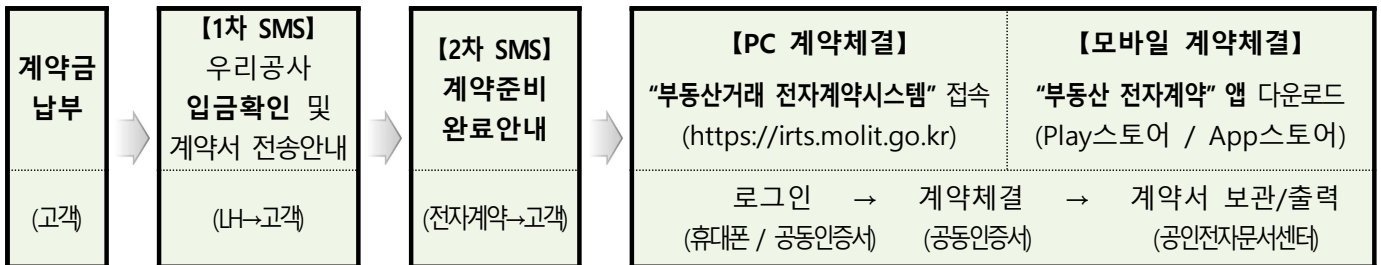 계약금
납부
(고객)
【1차 SMS】
우리공사
입금확인 및
계약서 전송안내
(LH→고객)
【2차 SMS】
계약준비
완료안내
(전자계약→고객)
【PC 계약체결】
“부동산거래 전자계약시스템” 접속
(https://irts.molit.go.kr)
【모바일 계약체결】
“부동산 전자계약” 앱 다운로드
(Play스토어 / App스토어)
로그인 → 계약체결 → 계약서 보관/출력
(휴대폰 / 공동인증서) (공동인증서) (공인전자문서센터)